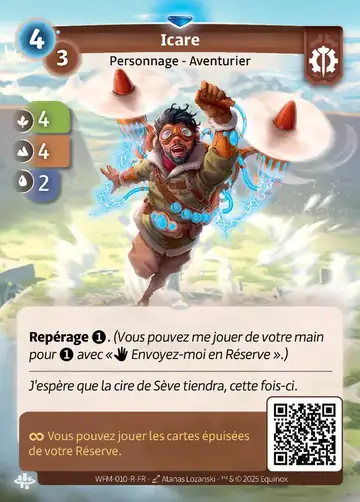 4
Icare
3
Personnage - Aventurier
4
4
2
Repérage 1. (Vous pouvez me jouer de votre main
pour 1 avec « Envoyez-moi en Réserve ».)
J'espère que la cire de Sève tiendra, cette fois-ci.
∞ Vous pouvez jouer les cartes épuisées
de votre Réserve.
WFM-010-R-FR - Atanas Lozanski - ™ & © 2025 Equinox